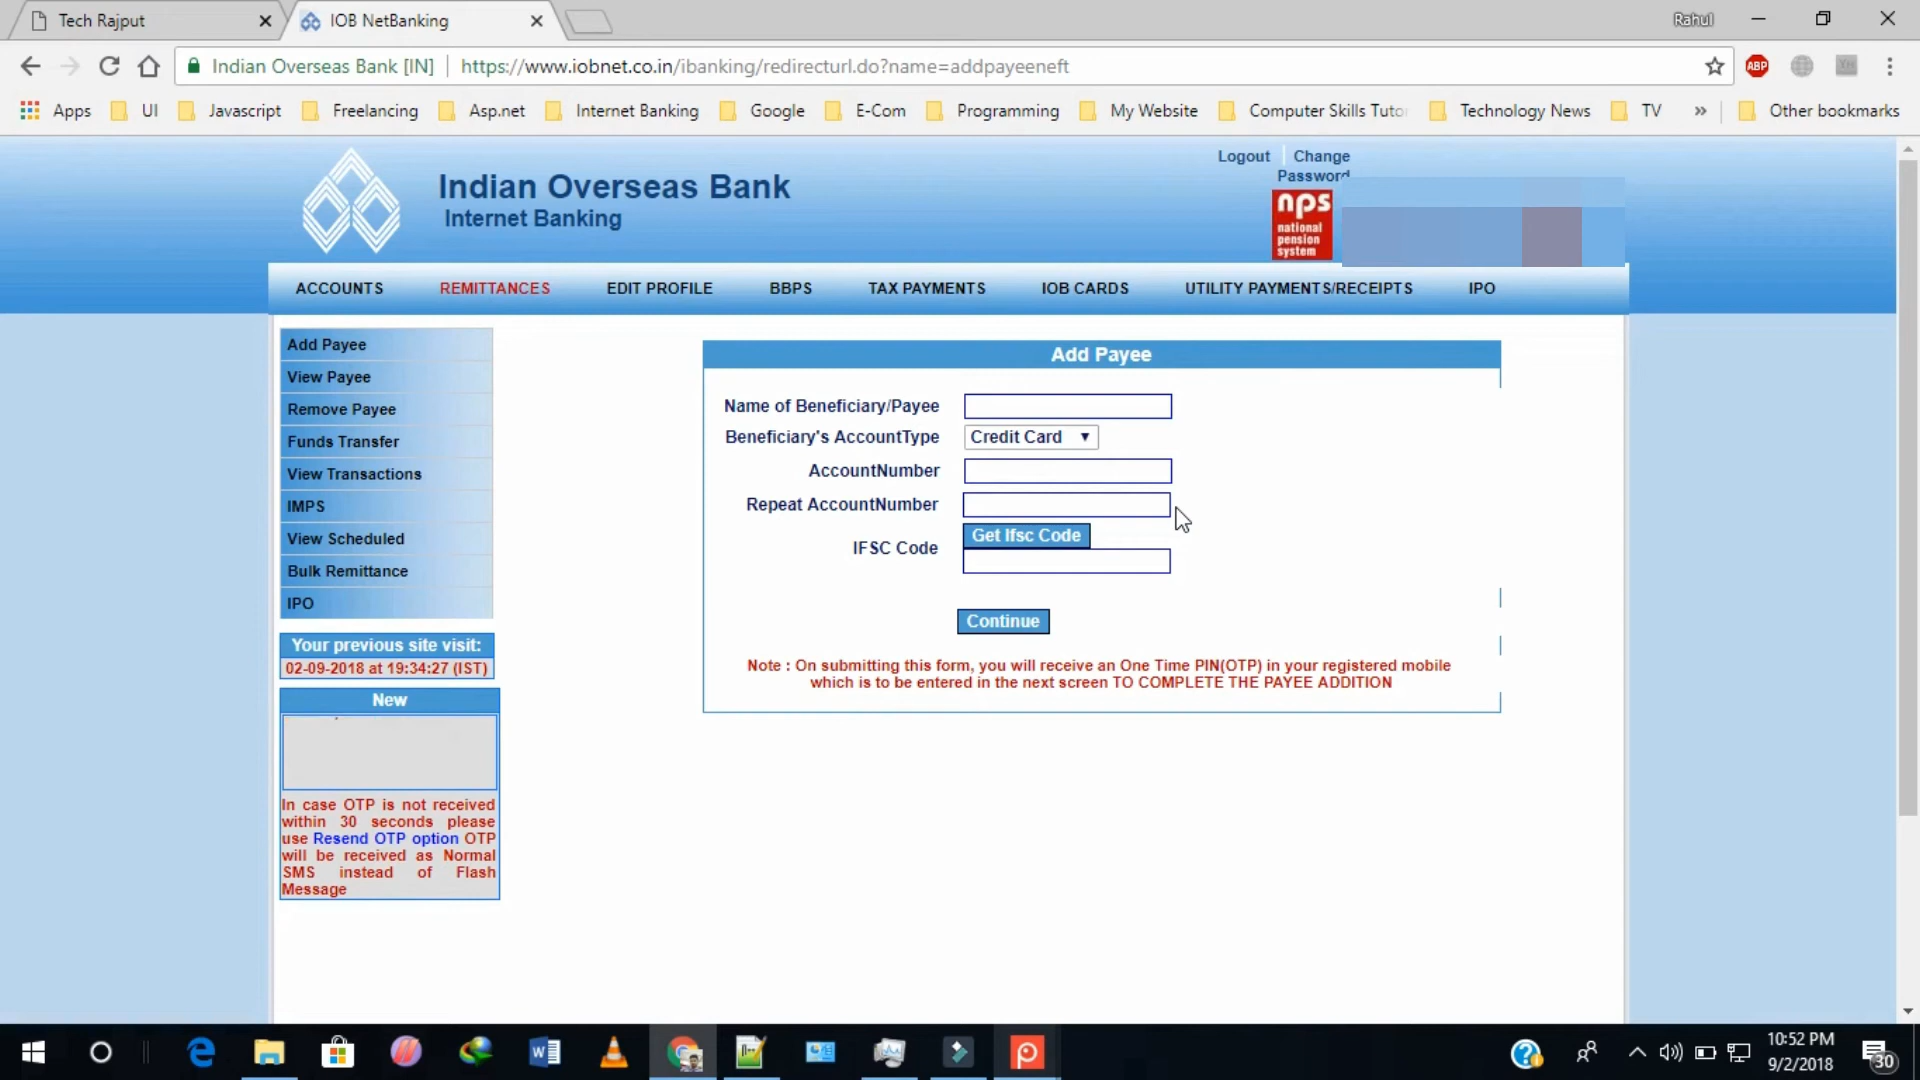 Tech Rajput
IOB NetBanking
Rahul
Indian Overseas Bank [IN]
https://www.iobnet.co.in/ibanking/redirecturl.do?name=addpayeeneft
ABP
Apps
UI
Javascript
Freelancing
Asp.net
Internet Banking
Google
E-Com
Programming
My Website
Computer Skills Tuto
Technology News
TV
»
Other bookmarks
Indian Overseas Bank
Internet Banking
Logout
Change
Password
nps
national
pension
system
ACCOUNTS
REMITTANCES
EDIT PROFILE
BBPS
TAX PAYMENTS
IOB CARDS
UTILITY PAYMENTS/RECEIPTS
IPO
Add Payee
View Payee
Remove Payee
Funds Transfer
View Transactions
IMPS
View Scheduled
Bulk Remittance
IPO
Your previous site visit:
02-09-2018 at 19:34:27 (IST)
New
In case OTP is not received
within 30 seconds please
use Resend OTP option OTP
will be received as Normal
SMS instead of Flash
Message
Add Payee
Name of Beneficiary/Payee
Beneficiary's AccountType
Credit Card
AccountNumber
Repeat AccountNumber
Get Ifsc Code
IFSC Code
Continue
Note : On submitting this form, you will receive an One Time PIN(OTP) in your registered mobile
which is to be entered in the next screen TO COMPLETE THE PAYEE ADDITION
10:52 PM
9/2/2018
30